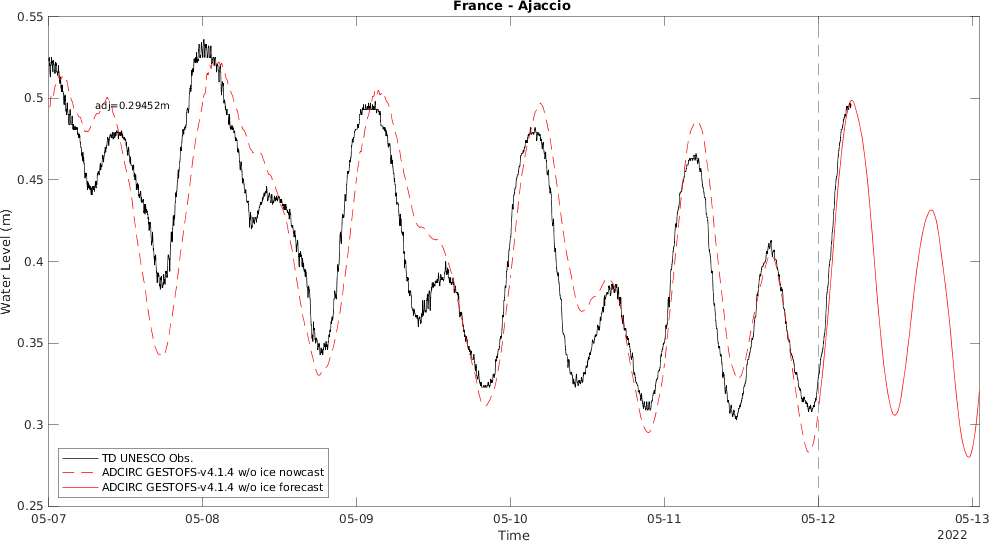 France - Ajaccio
0.55
0.5
0.45
0.4
0.35
0.3
0.25
Water Level (m)
adj=0.29452m
TD UNESCO Obs.
ADCIRC GESTOFS-v4.1.4 w/o ice nowcast
ADCIRC GESTOFS-v4.1.4 w/o ice forecast
05-07 05-08 05-09 05-10 05-11 05-12 05-13
Time
2022